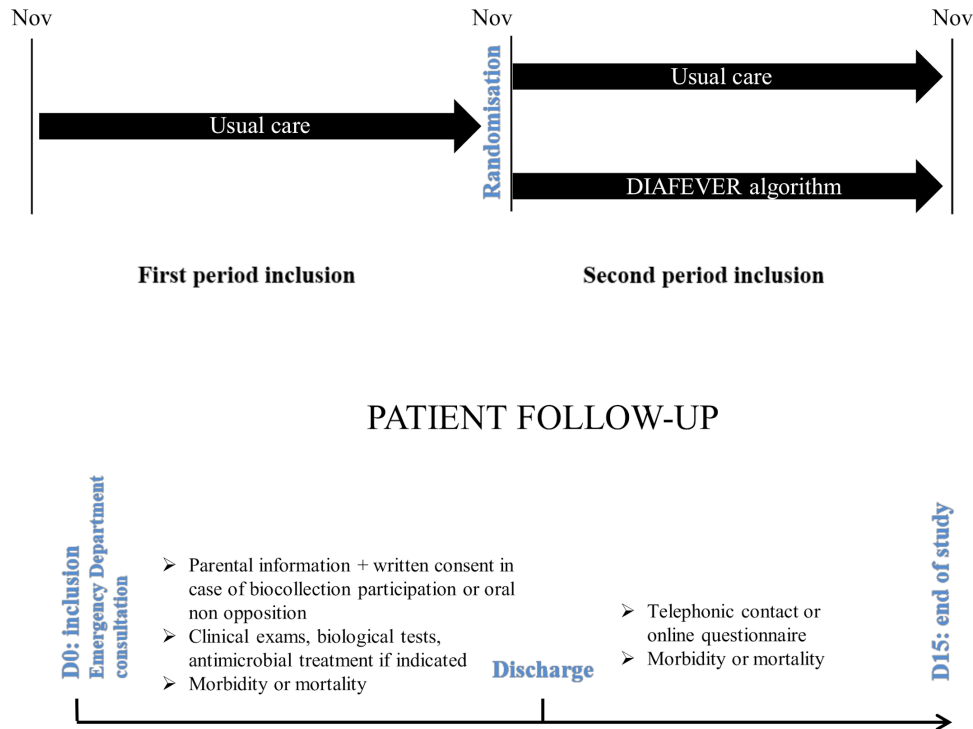 Nov
Nov
Nov
Usual care
Randomisation
Usual care
DIAFEVER algorithm
First period inclusion
Second period inclusion
PATIENT FOLLOW-UP
D0: inclusion
Emergency Department
consultation
➢ Parental information + written consent in
case of biocollection participation or oral
non opposition
➢ Clinical exams, biological tests,
antimicrobial treatment if indicated
➢ Morbidity or mortality
Discharge
➢ Telephonic contact or
online questionnaire
➢ Morbidity or mortality
D15: end of study